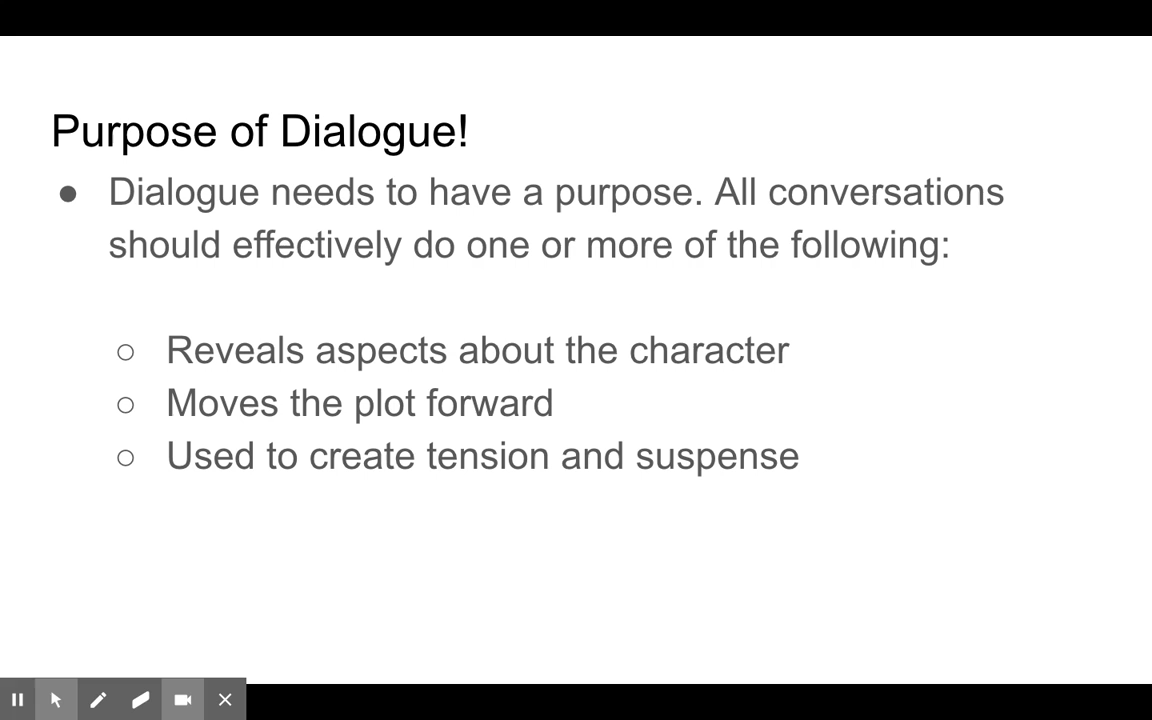 Purpose of Dialogue!
● Dialogue needs to have a purpose. All conversations
should effectively do one or more of the following:
○ Reveals aspects about the character
○ Moves the plot forward
○ Used to create tension and suspense